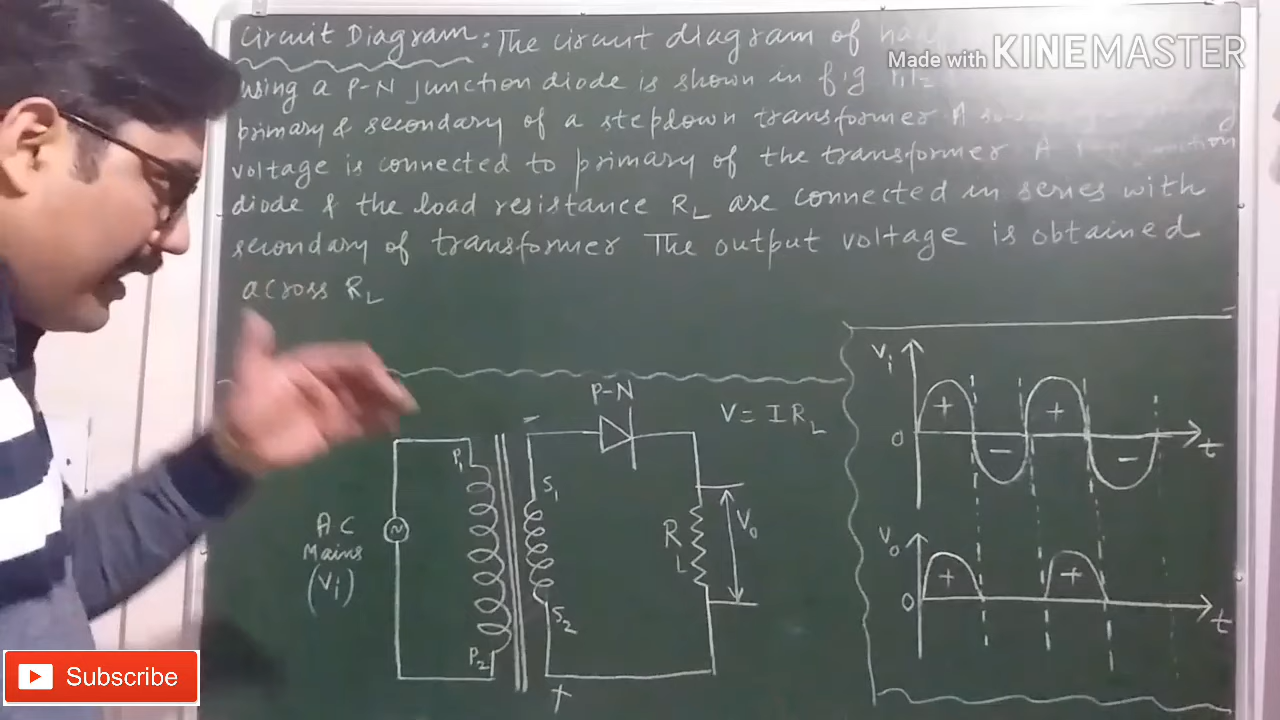 Circuit Diagram: The circuit diagram of
Made with KINEMASTER
using a P-N junction diode is shown in fig
primary & secondary of a stepdown transformer A
voltage is connected to primary of the transformer A
diode & the load resistance RL are connected in series with
secondary of transformer The output voltage is obtained
across RL
P-N
V = IRL
Vi
+
+
0
-
-
t
-
P1
S1
AC
Mains
(Vi)
~
RL
Vo
S2
P2
+
Vo
+
+
0
t
Subscribe